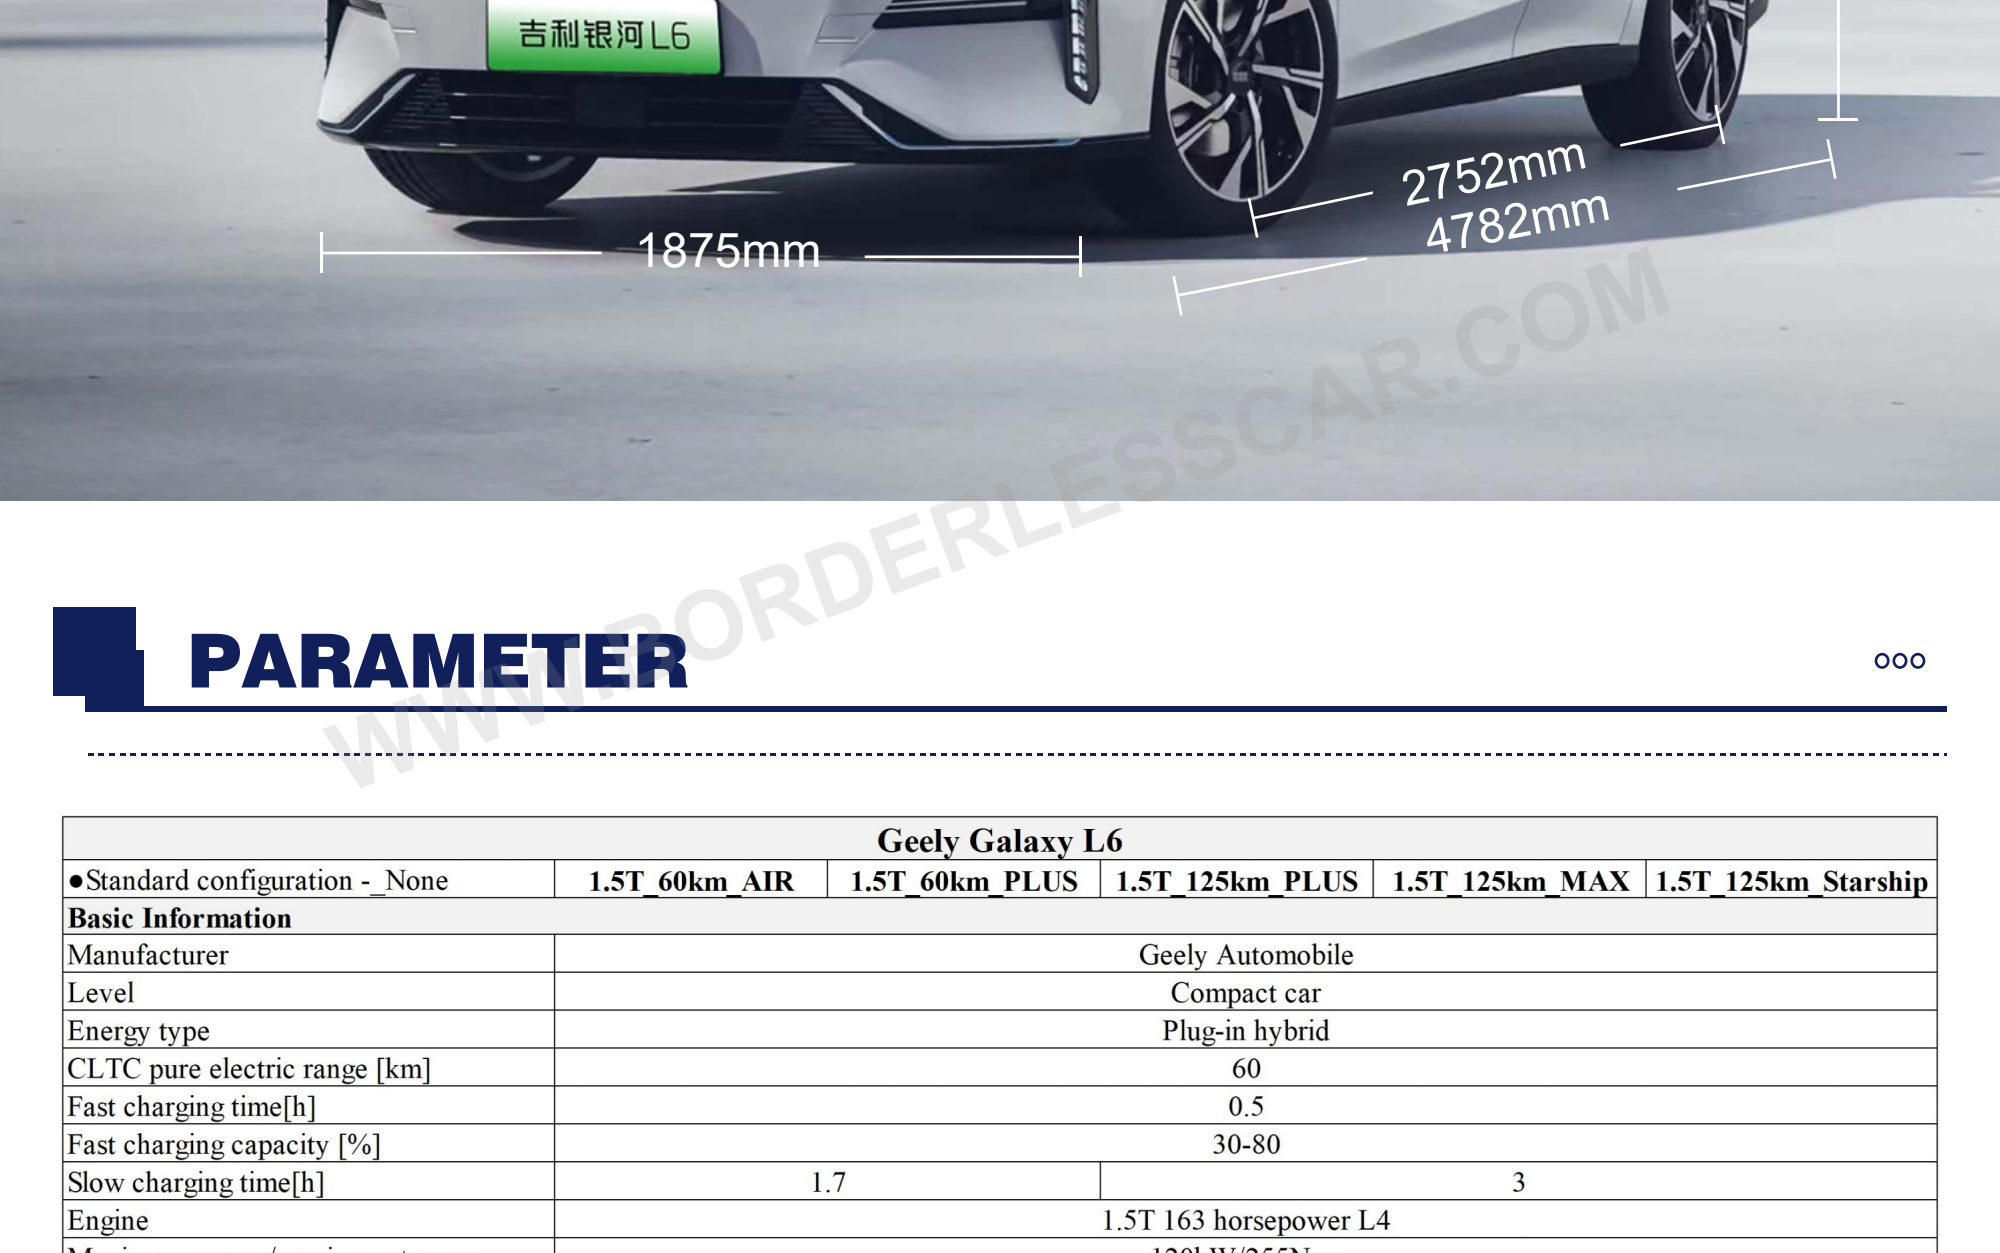 吉利银河L6
2752mm
4782mm
1875mm
WWW.BORDERLESSCAR.COM
PARAMETER
Geely Galaxy L6
●Standard configuration -_None 1.5T_60km_AIR 1.5T_60km_PLUS 1.5T_125km_PLUS 1.5T_125km_MAX 1.5T_125km_Starship
Basic Information
Manufacturer Geely Automobile
Level Compact car
Energy type Plug-in hybrid
CLTC pure electric range [km] 60
Fast charging time[h] 0.5
Fast charging capacity [%] 30-80
Slow charging time[h] 1.7 3
Engine 1.5T 163 horsepower L4